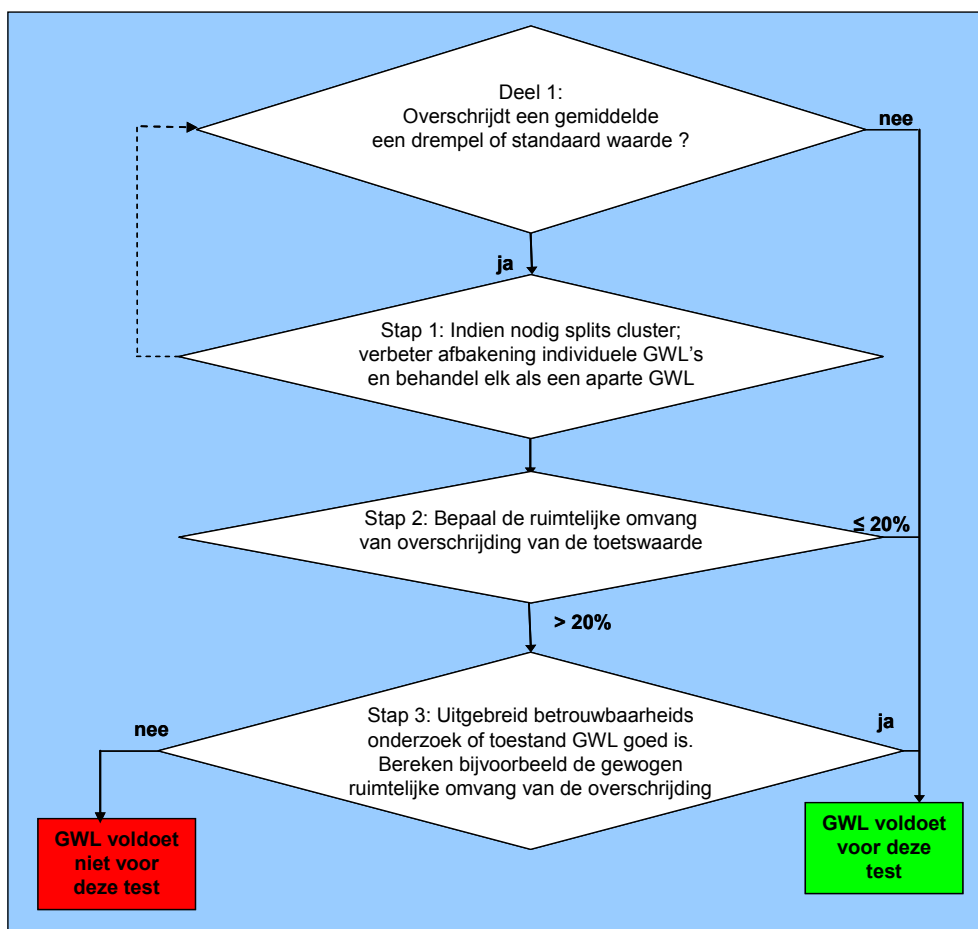 Deel 1:
Overschrijdt een gemiddelde
een drempel of standaard waarde ?
nee
ja
Stap 1: Indien nodig splits cluster;
verbeter afbakening individuele GWL's
en behandel elk als een aparte GWL
Stap 2: Bepaal de ruimtelijke omvang
van overschrijding van de toetswaarde
≤ 20%
> 20%
Stap 3: Uitgebreid betrouwbaarheids
onderzoek of toestand GWL goed is.
Bereken bijvoorbeeld de gewogen
ruimtelijke omvang van de overschrijding
nee
ja
GWL voldoet
niet voor
deze test
GWL voldoet
voor deze
test